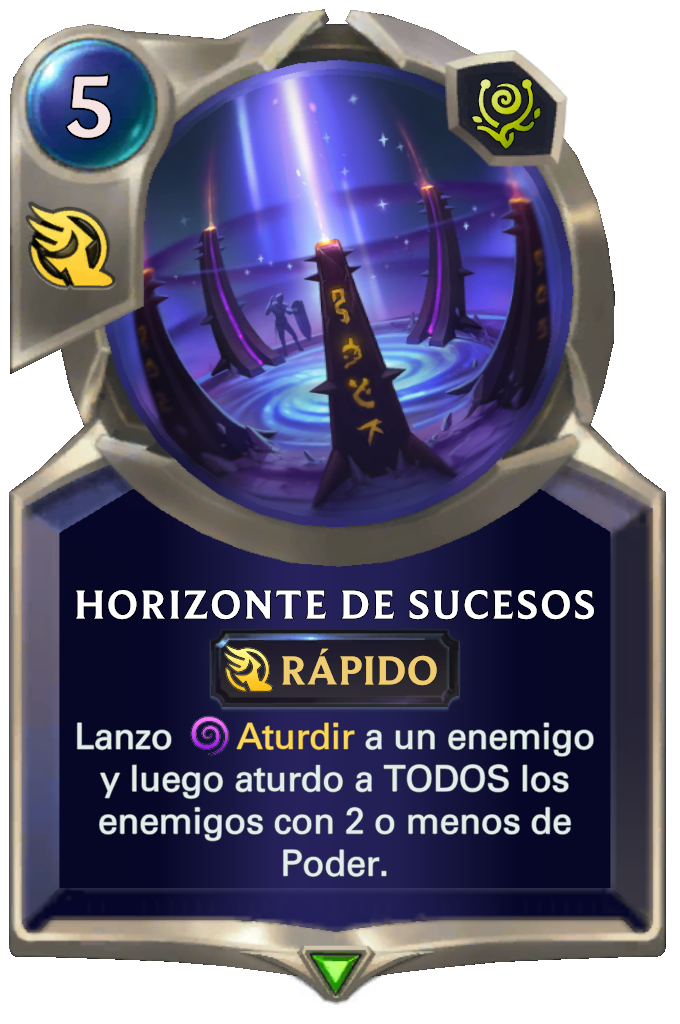 5
HORIZONTE DE SUCESOS
RÁPIDO
Lanzo Aturdir a un enemigo
y luego aturdo a TODOS los
enemigos con 2 o menos de
Poder.